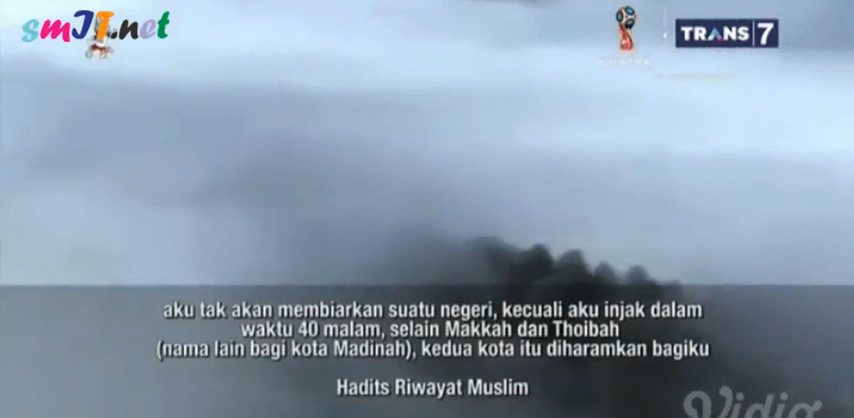 smIT.net
TRANS 7
aku tak akan membiarkan suatu negeri, kecuali aku injak dalam
waktu 40 malam, selain Makkah dan Thoibah
(nama lain bagi kota Madinah), kedua kota itu diharamkan bagiku
Hadits Riwayat Muslim
Vidio